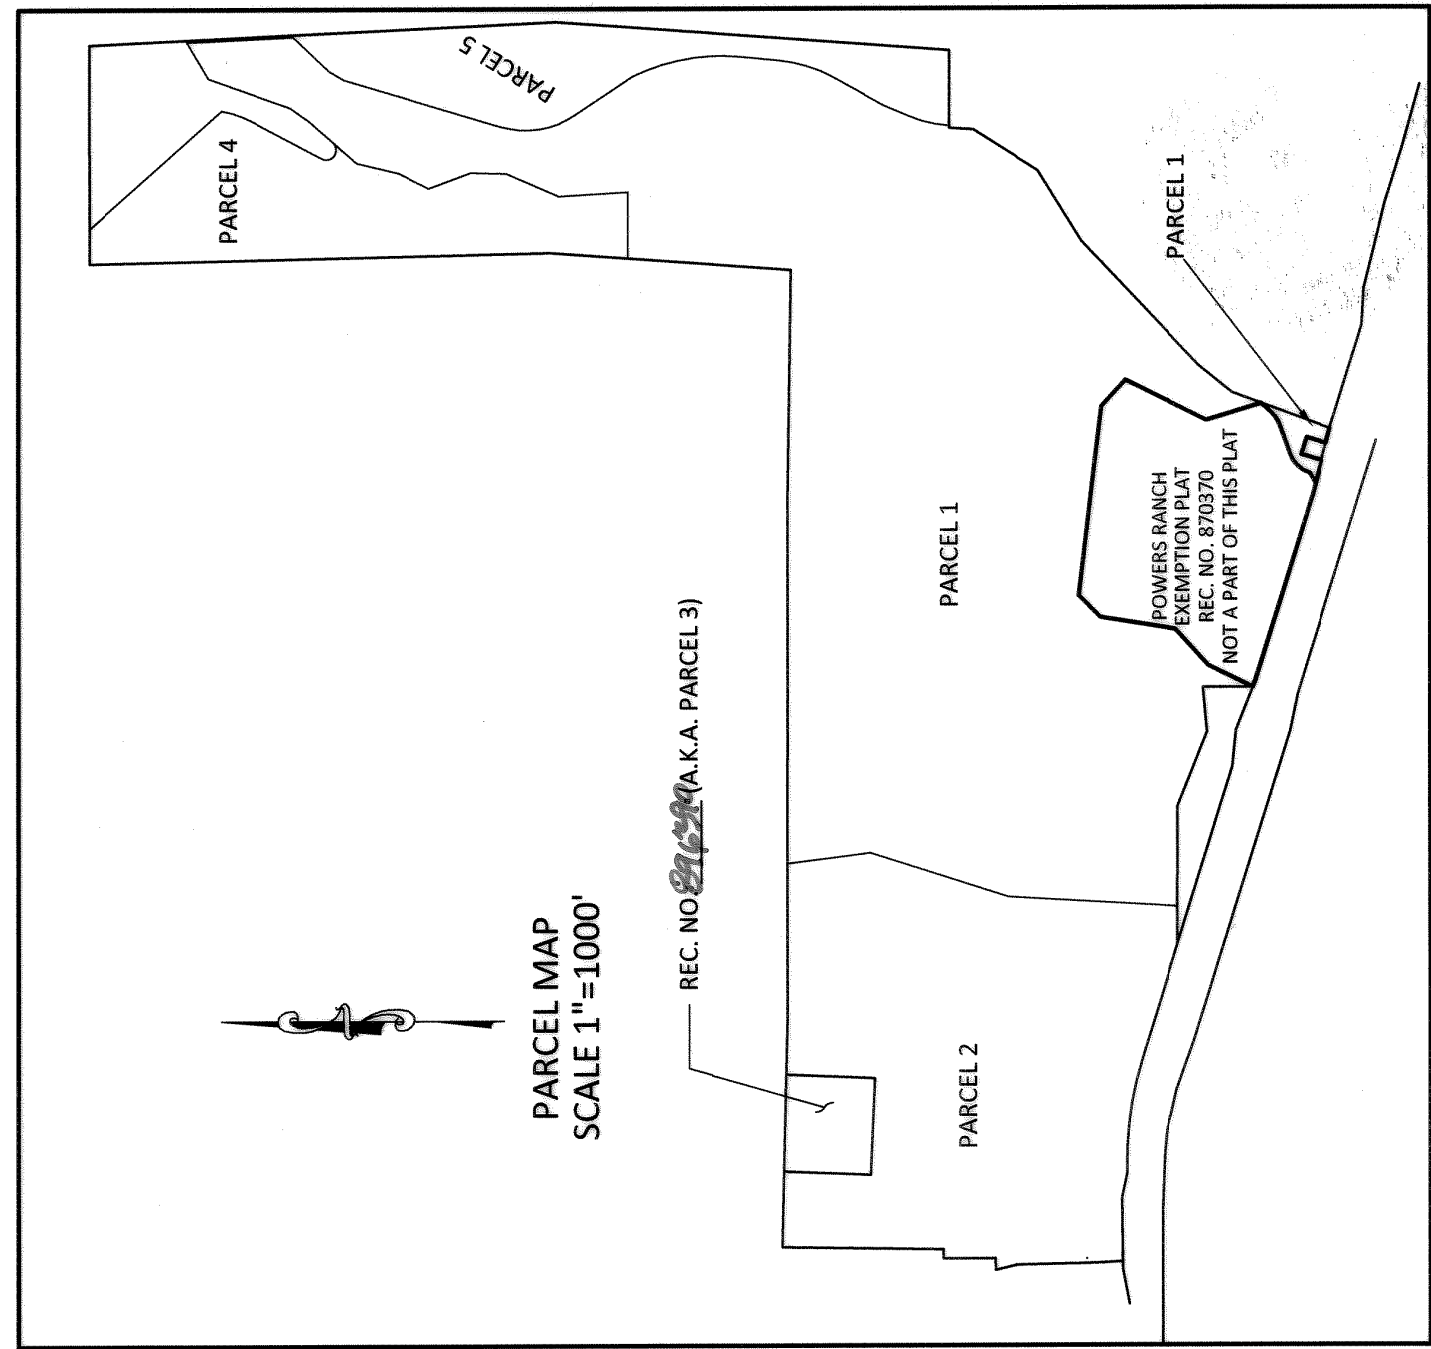 PARCEL 5
PARCEL 4
PARCEL 1
PARCEL 1
POWERS RANCH
EXEMPTION PLAT
REC. NO. 870370
NOT A PART OF THIS PLAT
REC. NO. (A.K.A. PARCEL 3)
PARCEL MAP
SCALE 1"=1000'
PARCEL 2
N